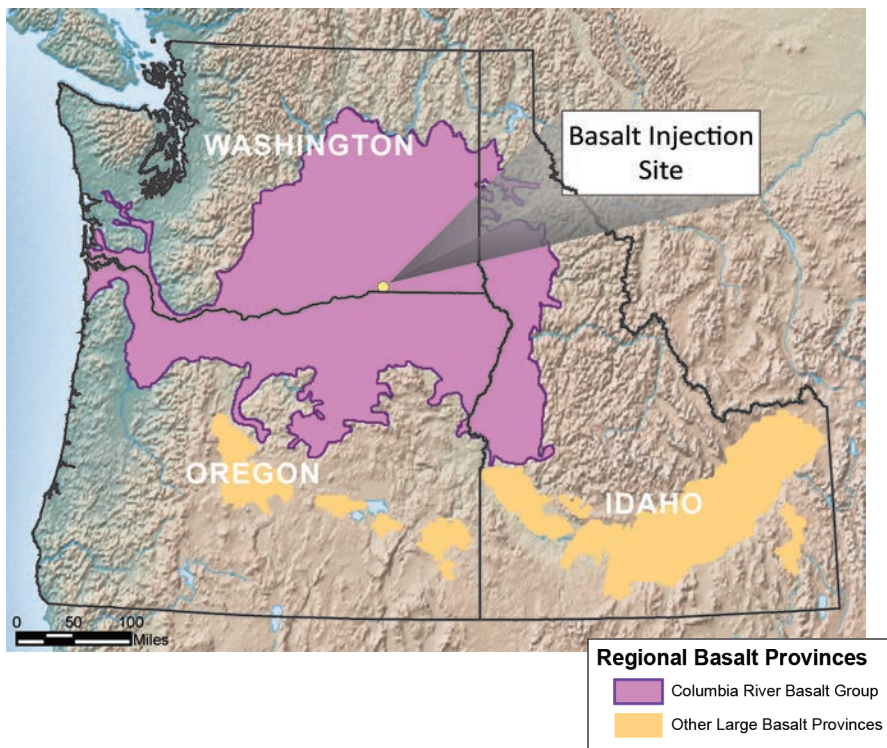 WASHINGTON
Basalt Injection
Site
OREGON
IDAHO
0 50 100
Miles
Regional Basalt Provinces
Columbia River Basalt Group
Other Large Basalt Provinces